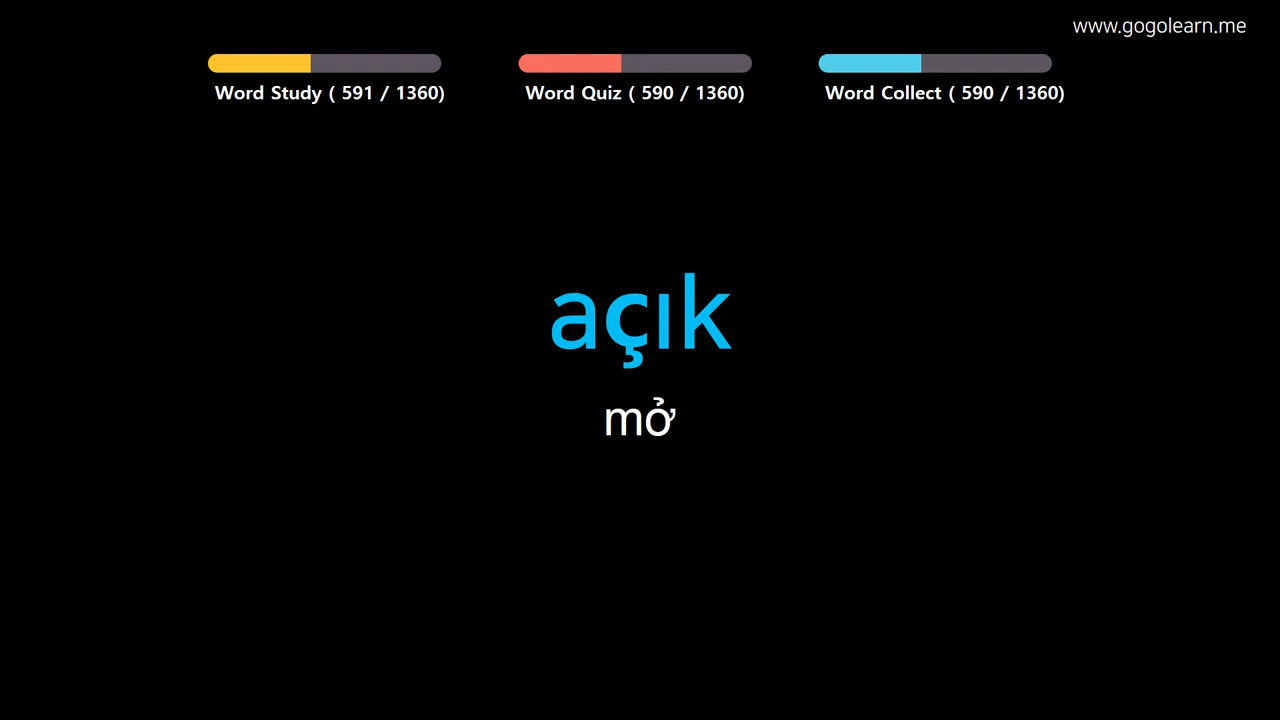 www.gogolearn.me
Word Study ( 591 / 1360)
Word Quiz ( 590 / 1360)
Word Collect ( 590 / 1360)
açık
mở